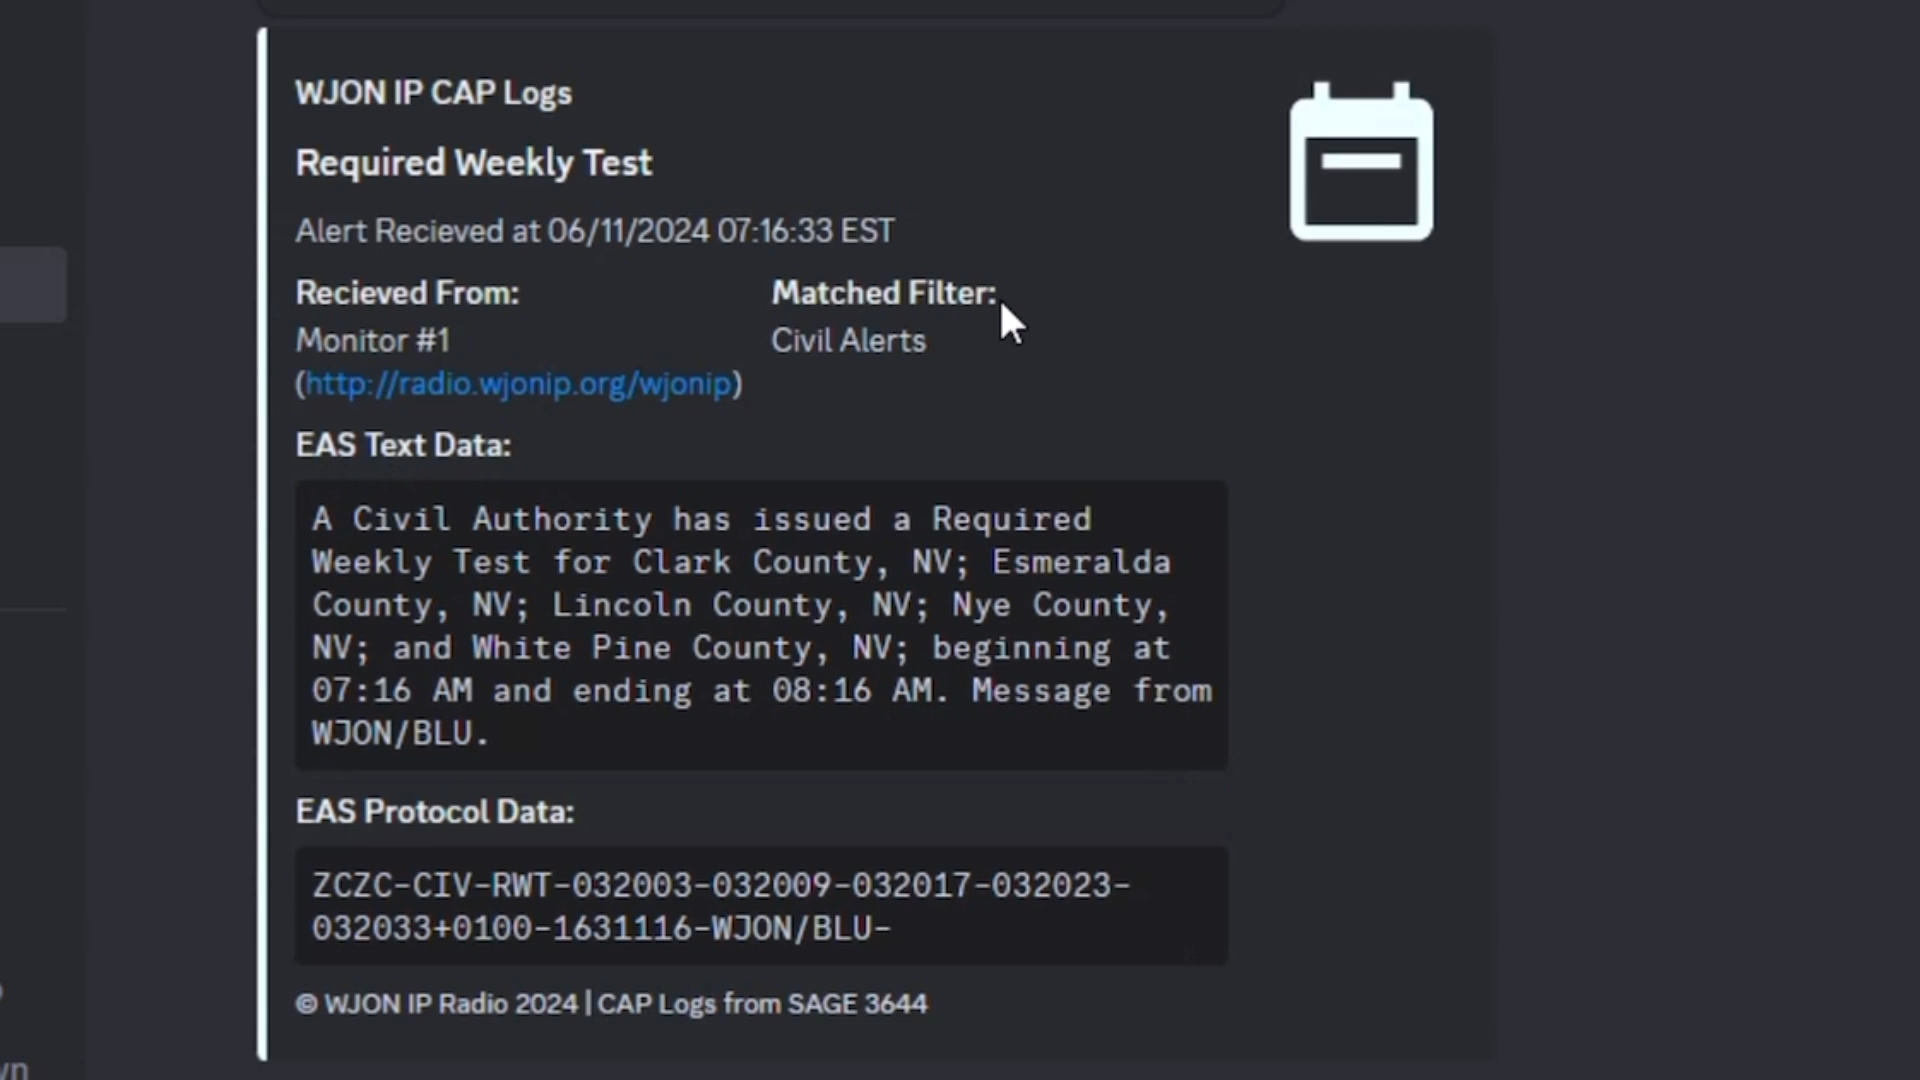 WJON IP CAP Logs
Required Weekly Test
Alert Recieved at 06/11/2024 07:16:33 EST
Recieved From:
Monitor #1
(http://radio.wjonip.org/wjonip)
Matched Filter:
Civil Alerts
EAS Text Data:
A Civil Authority has issued a Required
Weekly Test for Clark County, NV; Esmeralda
County, NV; Lincoln County, NV; Nye County,
NV; and White Pine County, NV; beginning at
07:16 AM and ending at 08:16 AM. Message from
WJON/BLU.
EAS Protocol Data:
ZCZC-CIV-RWT-032003-032009-032017-032023-
032033+0100-1631116-WJON/BLU-
© WJON IP Radio 2024 | CAP Logs from SAGE 3644